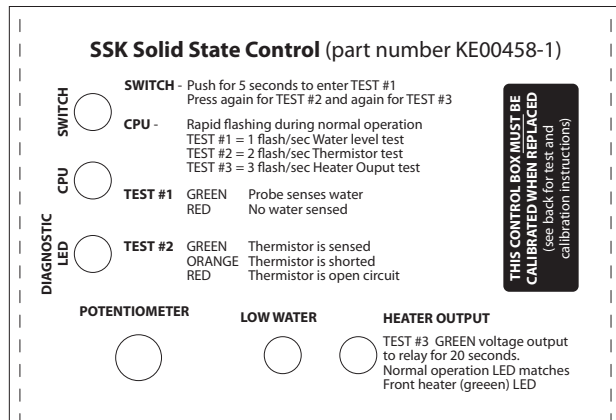 SSK Solid State Control (part number KE00458-1)
SWITCH
SWITCH - Push for 5 seconds to enter TEST #1
Press again for TEST #2 and again for TEST #3
CPU - Rapid flashing during normal operation
TEST #1 = 1 flash/sec Water level test
TEST #2 = 2 flash/sec Thermistor test
TEST #3 = 3 flash/sec Heater Ouput test
CPU
TEST #1 GREEN Probe senses water
RED No water sensed
DIAGNOSTIC
LED
TEST #2 GREEN Thermistor is sensed
ORANGE Thermistor is shorted
RED Thermistor is open circuit
THIS CONTROL BOX MUST BE
CALIBRATED WHEN REPLACED
(see back for test and
calibration instructions)
POTENTIOMETER
LOW WATER
HEATER OUTPUT
TEST #3 GREEN voltage output
to relay for 20 seconds.
Normal operation LED matches
Front heater (greeen) LED